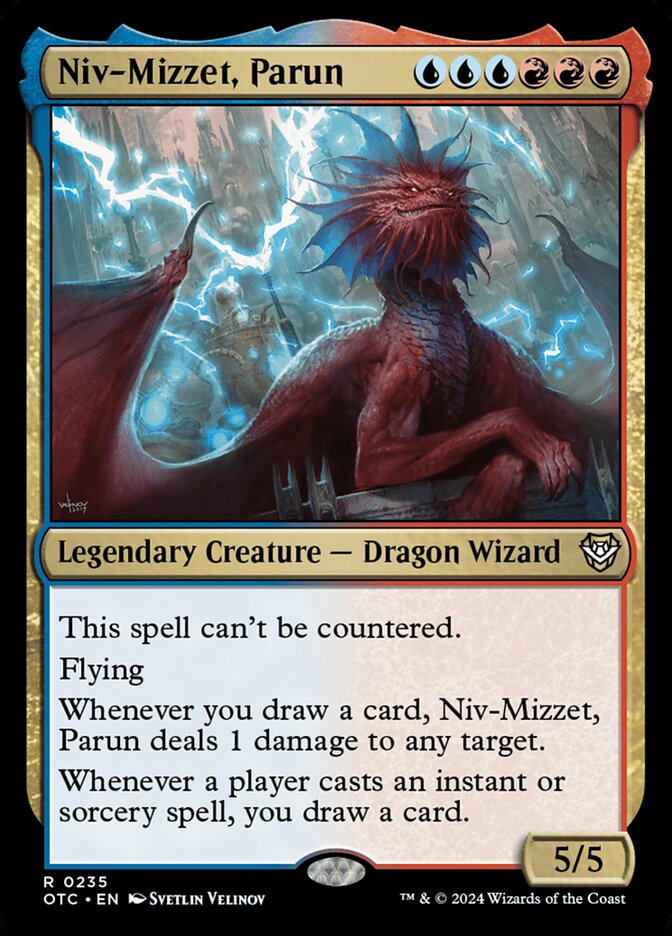 Niv-Mizzet, Parun
VELINOV
2017
Legendary Creature — Dragon Wizard
This spell can't be countered.
Flying
Whenever you draw a card, Niv-Mizzet,
Parun deals 1 damage to any target.
Whenever a player casts an instant or
sorcery spell, you draw a card.
5/5
R 0235
OTC • EN SVETLIN VELINOV
™ & © 2024 Wizards of the Coast